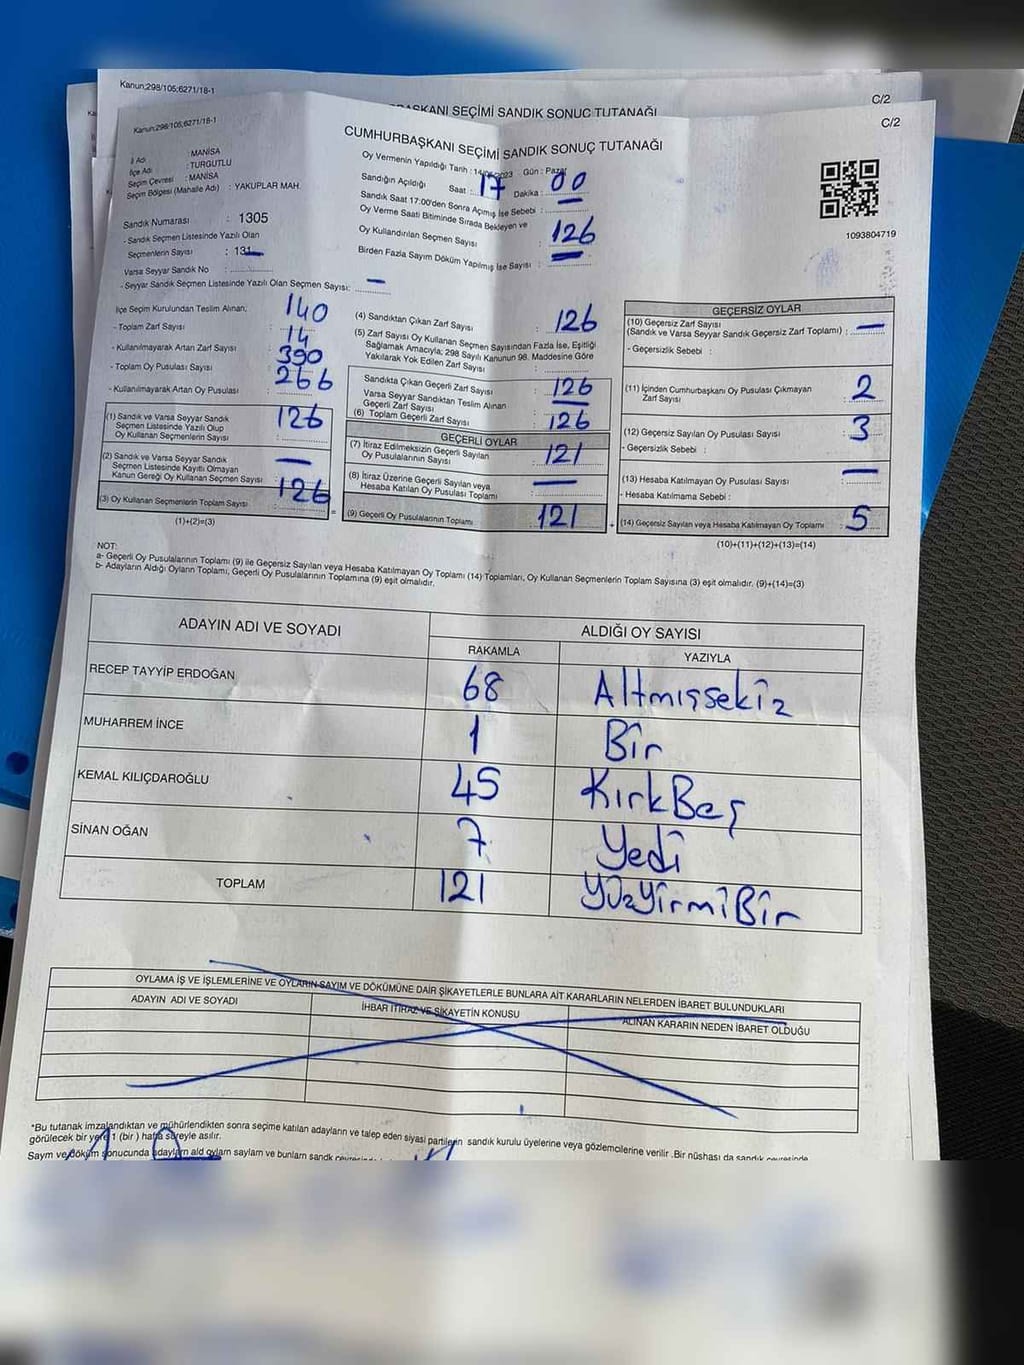 Kanun;298/105;6271/18-1
BAŞKANI SEÇİMİ SANDIK SONUÇ TUTANAĞI
C/2
Kanun;298/105;6271/18-1
C/2
CUMHURBAŞKANI SEÇİMİ SANDIK SONUÇ TUTANAĞI
İl Adı : MANİSA
İlçe Adı : TURGUTLU
Seçim Çevresi : MANİSA
Seçim Bölgesi (Mahalle Adı) : YAKUPLAR MAH.
Sandık Numarası : 1305
- Sandık Seçmen Listesinde Yazılı Olan
Seçmenlerin Sayısı : 131
Varsa Seyyar Sandık No :
- Seyyar Sandık Seçmen Listesinde Yazılı Olan Seçmen Sayısı: —
Oy Vermenin Yapıldığı Tarih : 14/05/2023 Gün : Pazar
Sandığın Açıldığı Saat : 17 Dakika : 00
Sandık Saat 17:00'den Sonra Açımış İse Sebebi :
Oy Verme Saati Bitiminde Sırada Bekleyen ve
Oy Kullandırılan Seçmen Sayısı : 126
Birden Fazla Sayım Döküm Yapılmış İse Sayısı : —
1093804719
İlçe Seçim Kurulundan Teslim Alınan;
- Toplam Zarf Sayısı : 140
- Kullanılmayarak Artan Zarf Sayısı : 14
- Toplam Oy Pusulası Sayısı : 390
- Kullanılmayarak Artan Oy Pusulası : 266
(1) Sandık ve Varsa Seyyar Sandık
Seçmen Listesinde Yazılı Olup
Oy Kullanan Seçmenlerin Sayısı : 126
(2) Sandık ve Varsa Seyyar Sandık
Seçmen Listesinde Kayıtlı Olmayan
Kanun Gereği Oy Kullanan Seçmen Sayısı : —
(3) Oy Kullanan Seçmenlerin Toplam Sayısı : 126
(1)+(2)=(3)
(4) Sandıktan Çıkan Zarf Sayısı : 126
(5) Zarf Sayısı Oy Kullanan Seçmen Sayısından Fazla İse, Eşitliği
Sağlamak Amacıyla; 298 Sayılı Kanunun 98. Maddesine Göre
Yakılarak Yok Edilen Zarf Sayısı :
Sandıkta Çıkan Geçerli Zarf Sayısı : 126
Varsa Seyyar Sandıktan Teslim Alınan
Geçerli Zarf Sayısı : —
(6) Toplam Geçerli Zarf Sayısı : 126
GEÇERLİ OYLAR
(7) İtiraz Edilmeksizin Geçerli Sayılan
Oy Pusulalarının Sayısı : 121
(8) İtiraz Üzerine Geçerli Sayılan veya
Hesaba Katılan Oy Pusulası Toplamı : —
(9) Geçerli Oy Pusulalarının Toplamı : 121
GEÇERSİZ OYLAR
(10) Geçersiz Zarf Sayısı
(Sandık ve Varsa Seyyar Sandık Geçersiz Zarf Toplamı) : —
- Geçersizlik Sebebi :
(11) İçinden Cumhurbaşkanı Oy Pusulası Çıkmayan
Zarf Sayısı : 2
(12) Geçersiz Sayılan Oy Pusulası Sayısı : 3
- Geçersizlik Sebebi :
(13) Hesaba Katılmayan Oy Pusulası Sayısı : —
- Hesaba Katılmama Sebebi :
(14) Geçersiz Sayılan veya Hesaba Katılmayan Oy Toplamı : 5
(10)+(11)+(12)+(13)=(14)
NOT:
a- Geçerli Oy Pusulalarının Toplamı (9) ile Geçersiz Sayılan veya Hesaba Katılmayan Oy Toplamı (14) Toplamları, Oy Kullanan Seçmenlerin Toplam Sayısına (3) eşit olmalıdır. (9)+(14)=(3)
b- Adayların Aldığı Oyların Toplamı, Geçerli Oy Pusulalarının Toplamına (9) eşit olmalıdır.
ADAYIN ADI VE SOYADI ALDIĞI OY SAYISI
RAKAMLA YAZIYLA
RECEP TAYYİP ERDOĞAN 68 Altmışsekiz
MUHARREM İNCE 1 Bir
KEMAL KILIÇDAROĞLU 45 KırkBeş
SİNAN OĞAN 7 Yedi
TOPLAM 121 YüzYirmiBir
OYLAMA İŞ VE İŞLEMLERİNE VE OYLARIN SAYIM VE DÖKÜMÜNE DAİR ŞİKAYETLERLE BUNLARA AİT KARARLARIN NELERDEN İBARET BULUNDUKLARI
ADAYIN ADI VE SOYADI İHBAR İTİRAZ VE ŞİKAYETİN KONUSU ALINAN KARARIN NEDEN İBARET OLDUĞU
*Bu tutanak imzalandıktan ve mühürlendikten sonra seçime katılan adayların ve talep eden siyasi partilerin sandık kurulu üyelerine veya gözlemcilerine verilir .Bir nüshası da sandık çevresinde
görülecek bir yere 1 (bir ) hafta süreyle asılır.